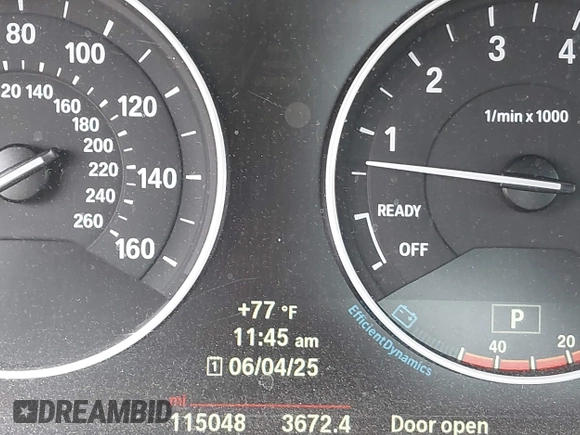 80
100
120
140
160
120 140
160
180
200
220
240
260
1
2
3
4
1/min x 1000
READY
OFF
P
EfficientDynamics
40
20
+77 °F
11:45 am
1 06/04/25
mi
115048 3672.4 Door open
DREAMBID